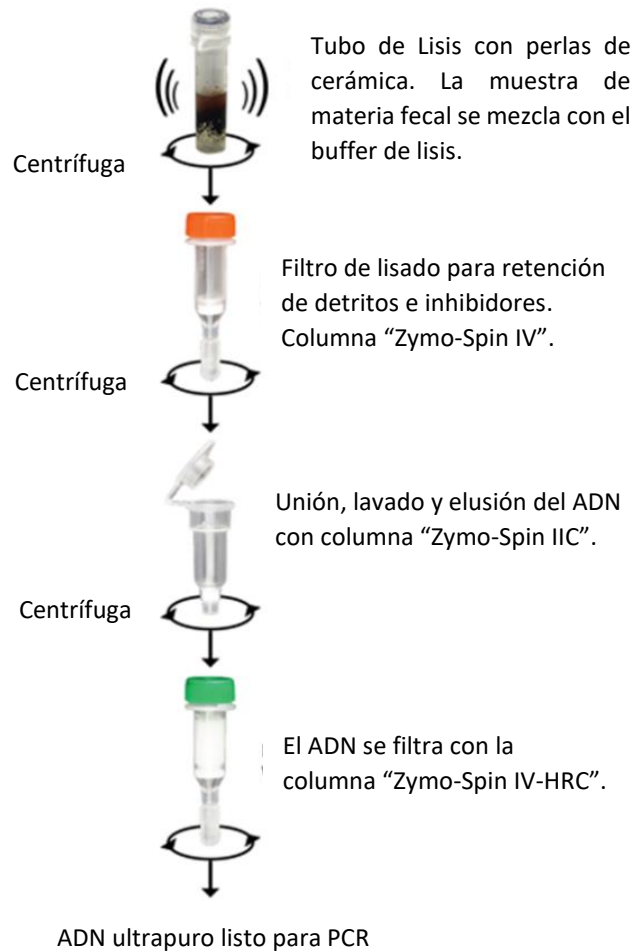 Tubo de Lisis con perlas de
cerámica. La muestra de
materia fecal se mezcla con el
buffer de lisis.
Centrífuga
Filtro de lisado para retención
de detritos e inhibidores.
Columna “Zymo-Spin IV”.
Centrífuga
Unión, lavado y elusión del ADN
con columna “Zymo-Spin IIC”.
Centrífuga
El ADN se filtra con la
columna “Zymo-Spin IV-HRC”.
ADN ultrapuro listo para PCR